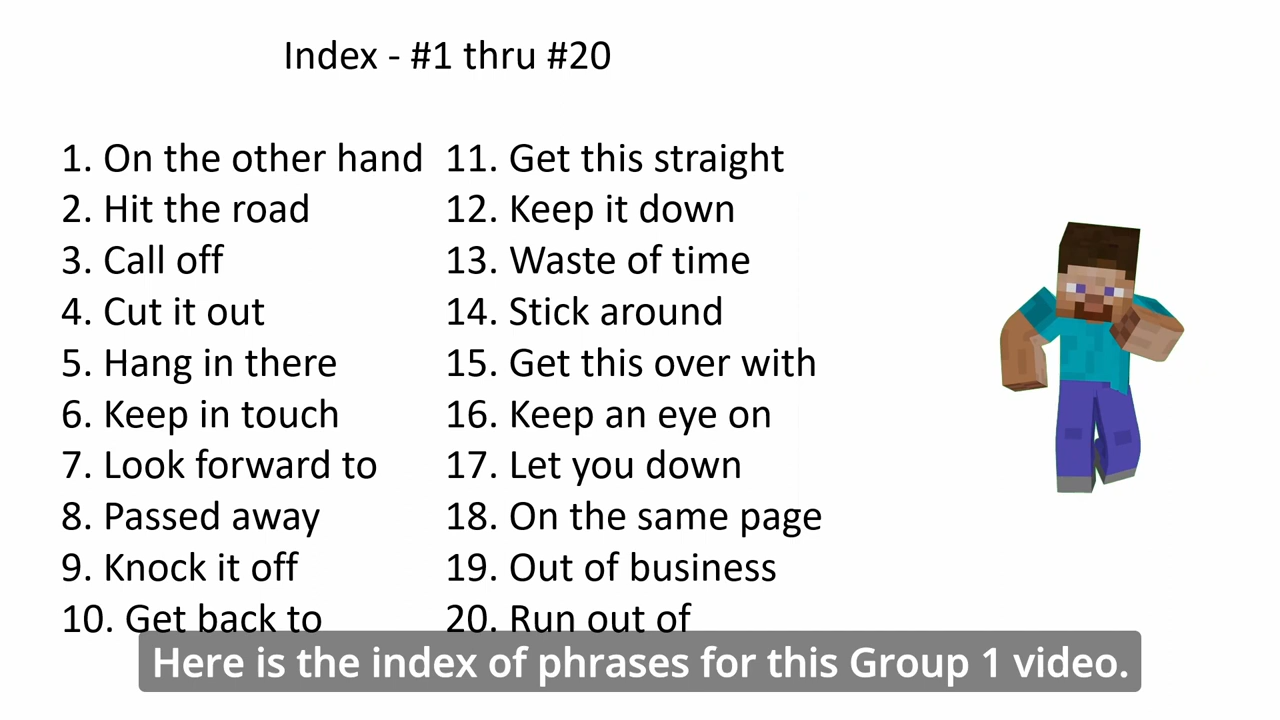 Index - #1 thru #20
1. On the other hand
2. Hit the road
3. Call off
4. Cut it out
5. Hang in there
6. Keep in touch
7. Look forward to
8. Passed away
9. Knock it off
10. Get back to
11. Get this straight
12. Keep it down
13. Waste of time
14. Stick around
15. Get this over with
16. Keep an eye on
17. Let you down
18. On the same page
19. Out of business
20. Run out of
Here is the index of phrases for this Group 1 video.